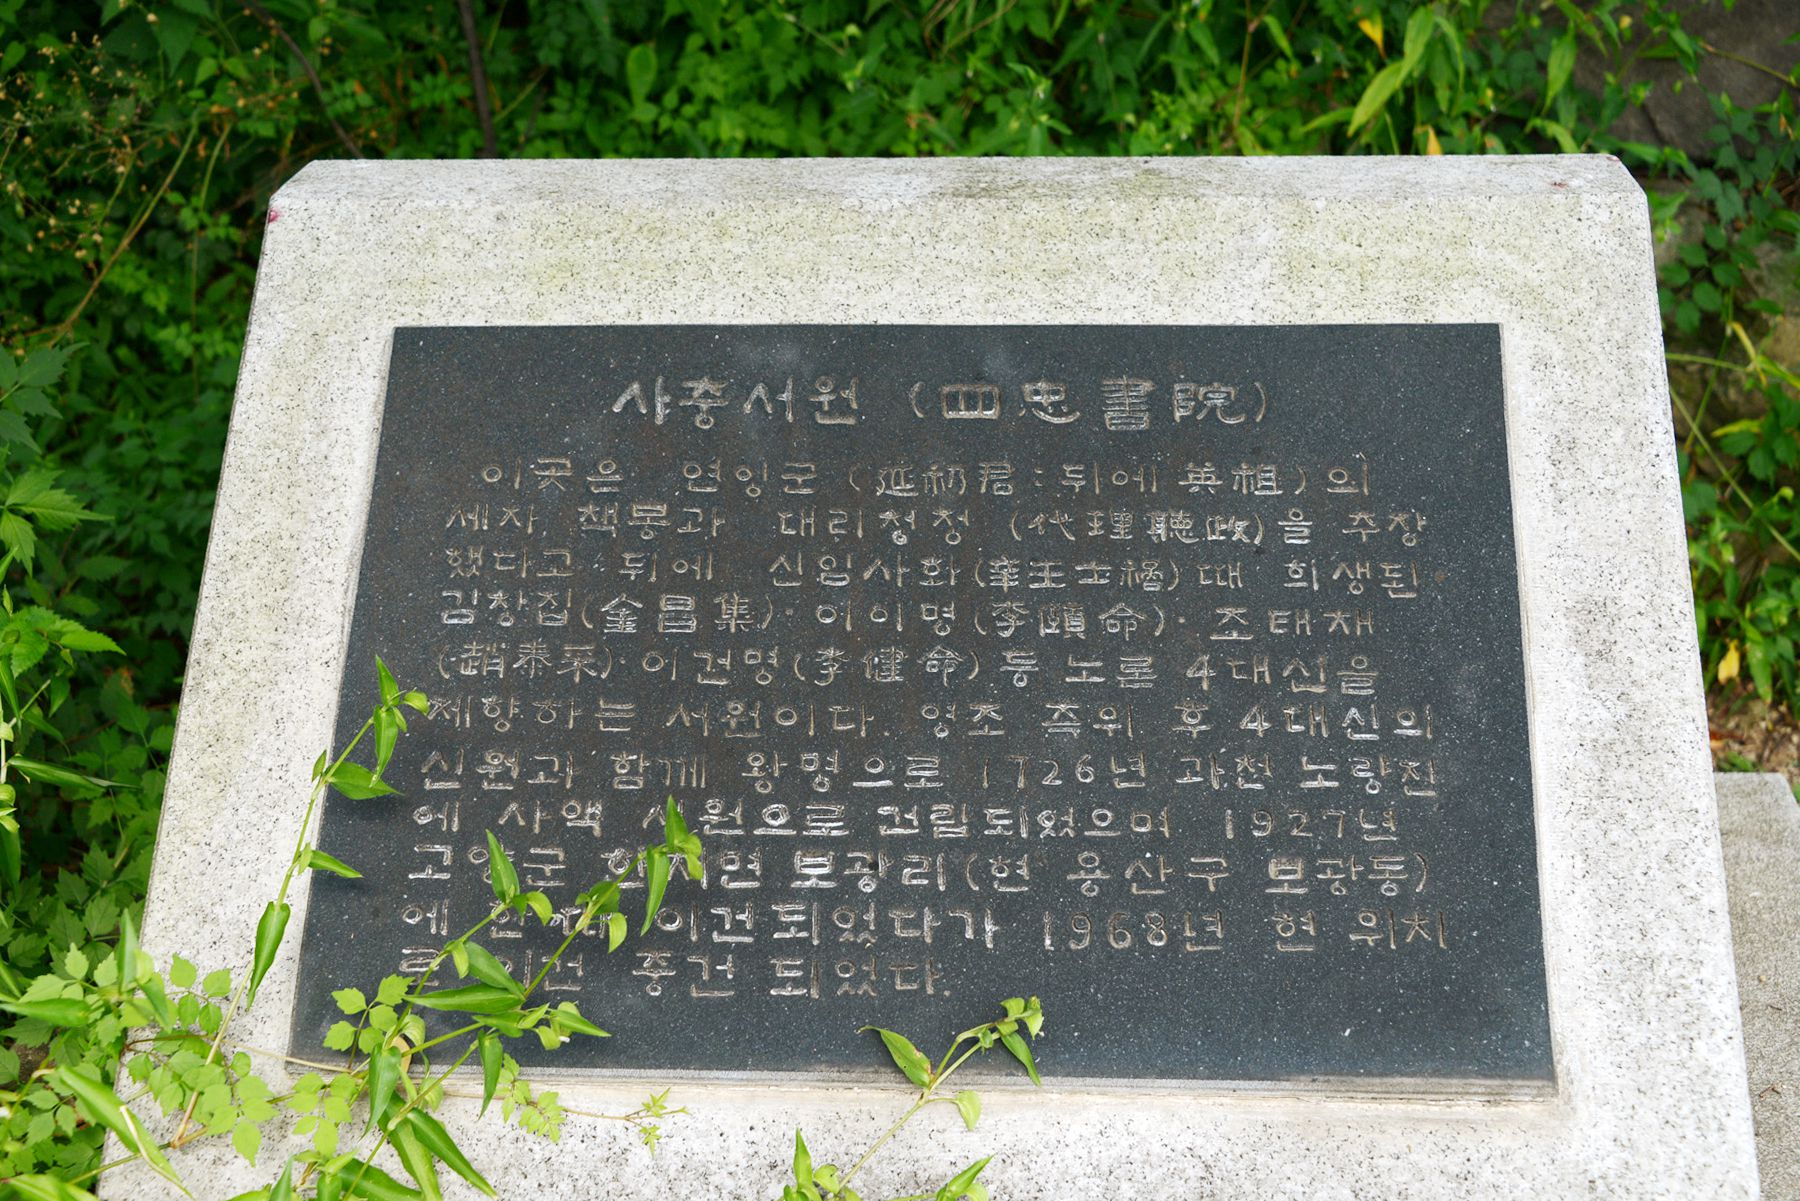 사충서원 (四忠書院)
이곳은 연잉군 (延礽君:뒤에 英祖)의
세자 책봉과 대리청정 (代理聽政)을 추창
했다고 뒤에 신임사화(辛壬士禍)때 희생된
김창집(金昌集)·이이명(李頤命)·조태채
(趙泰采)·이건명(李健命)등 노론 4대신을
제향하는 서원이다. 영조 즉위 후 4대신의
신원과 함께 왕명으로 1726년 과천 노량진
에 사액 서원으로 건립되었으며 1927년
고양군 한지면 보광리(현 용산구 보광동)
에 한때 이건되었다가 1968년 현 위치
로 이건 중건 되었다.